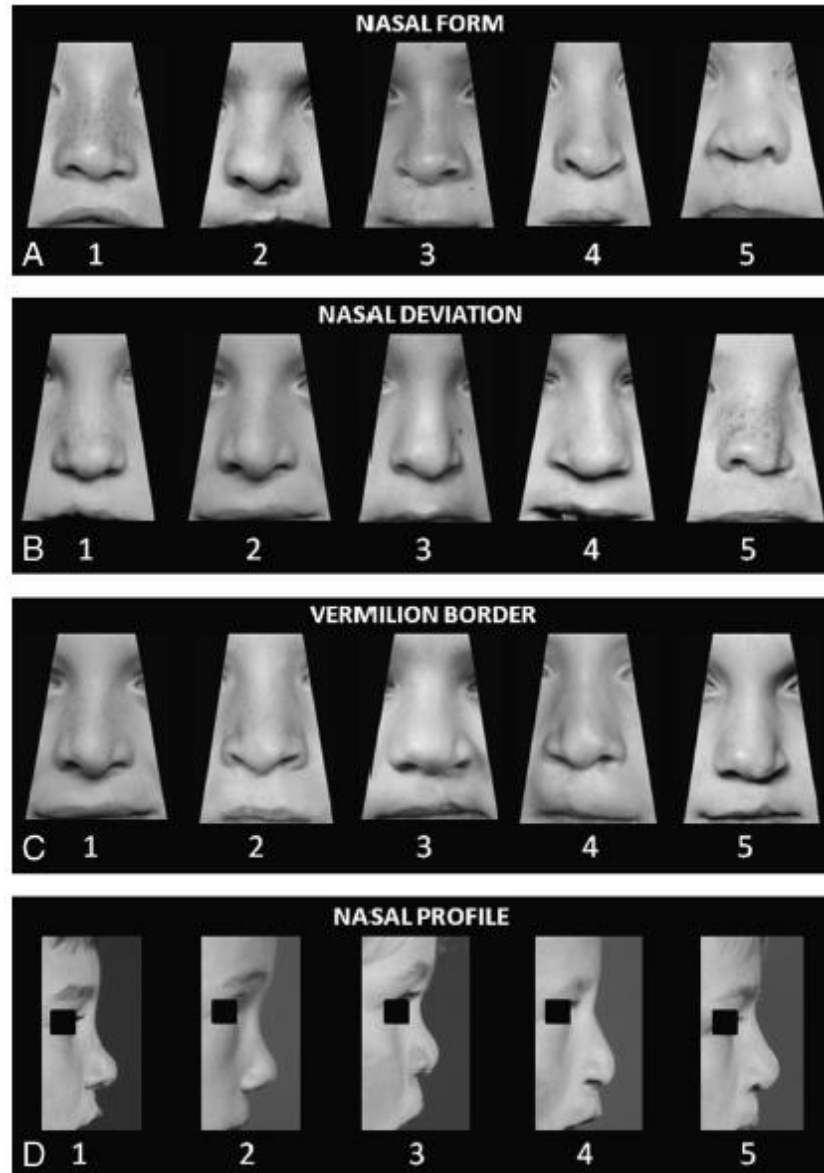 NASAL FORM
A 1 2 3 4 5
NASAL DEVIATION
B 1 2 3 4 5
VERMILION BORDER
C 1 2 3 4 5
NASAL PROFILE
D 1 2 3 4 5